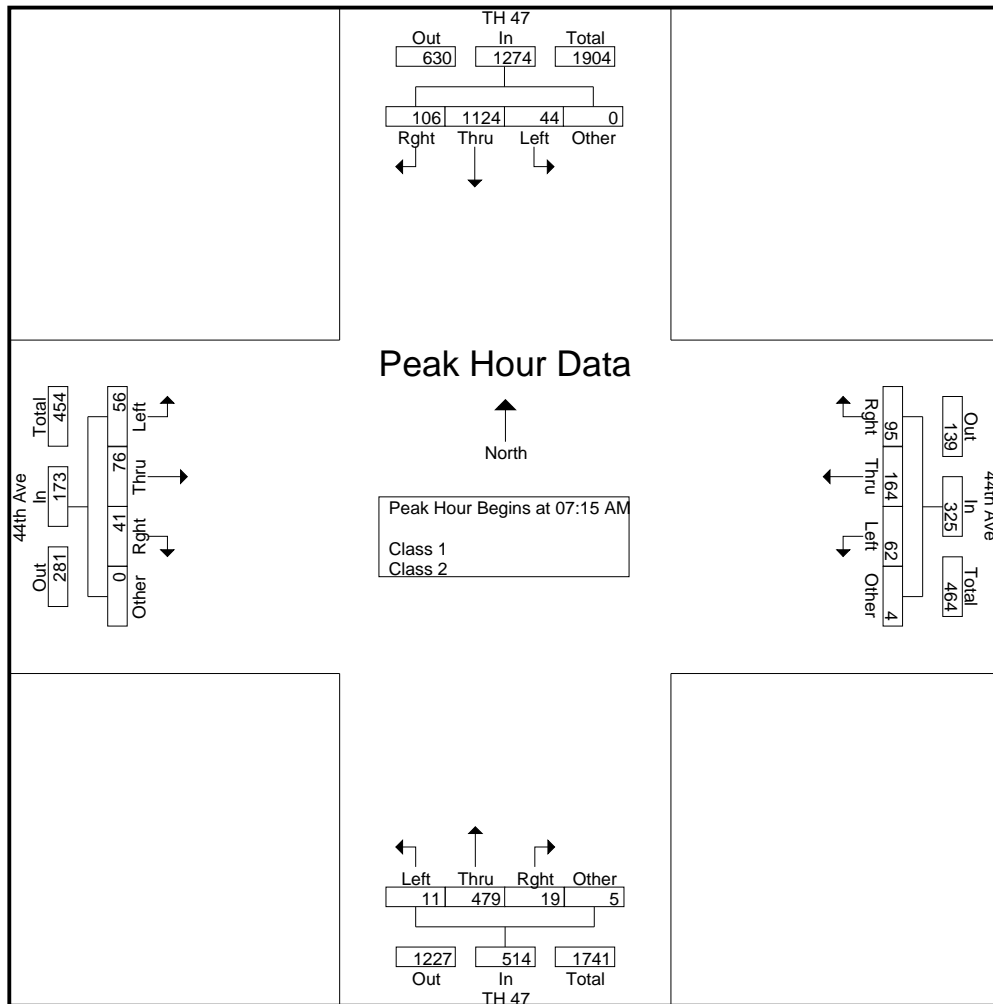 TH 47
Out In Total
630 1274 1904
106 1124 44 0
Rght Thru Left Other
Peak Hour Data
North
Peak Hour Begins at 07:15 AM
Class 1
Class 2
44th Ave
Out In Total
281 173 454
Left Thru Rght Other
56 76 41 0
44th Ave
Out In Total
139 325 464
Rght Thru Left Other
95 164 62 4
Left Thru Rght Other
11 479 19 5
1227 514 1741
Out In Total
TH 47